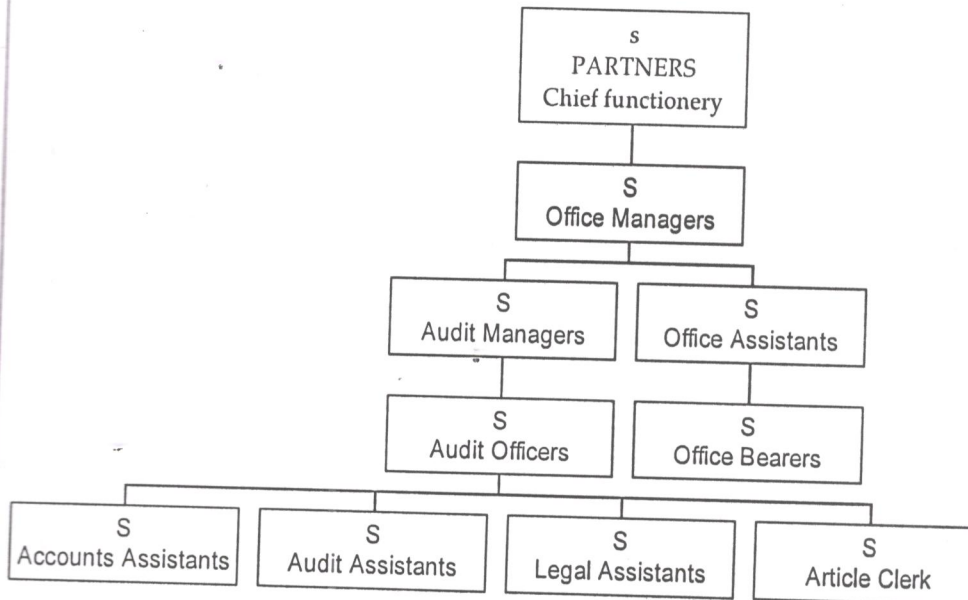 s
PARTNERS
Chief functionery
S
Office Managers
S
Audit Managers
S
Office Assistants
S
Audit Officers
S
Office Bearers
S
Accounts Assistants
S
Audit Assistants
S
Legal Assistants
S
Article Clerk